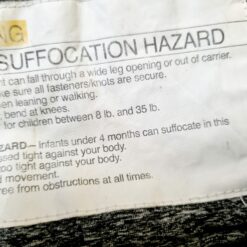 NG
SUFFOCATION HAZARD
nt can fall through a wide leg opening or out of carrier.
ke sure all fasteners/knots are secure.
hen leaning or walking.
, bend at knees.
for children between 8 lb. and 35 lb.
AZARD – Infants under 4 months can suffocate in this
ssed tight against your body.
oo tight against your body.
d movement.
ree from obstructions at all times.